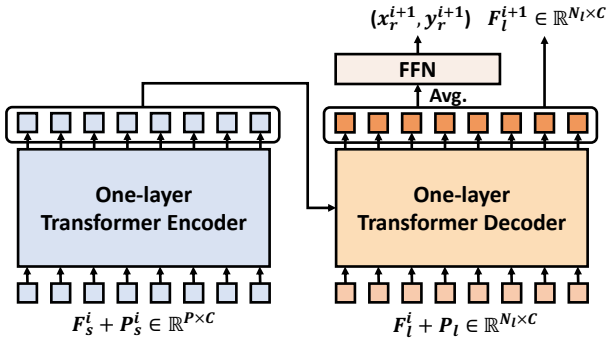 (x_r^{i+1}, y_r^{i+1}) F_l^{i+1} ∈ ℝ^{N_l×C}
FFN
Avg.
One-layer
Transformer Encoder
One-layer
Transformer Decoder
F_s^i + P_s^i ∈ ℝ^{P×C}
F_l^i + P_l ∈ ℝ^{N_l×C}